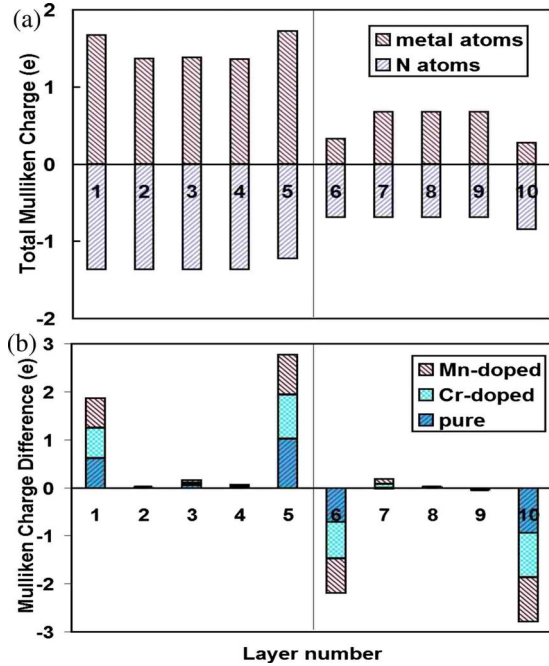 (a)
Total Mulliken Charge (e)
2
1
0
-1
-2
metal atoms
N atoms
1 2 3 4 5 6 7 8 9 10
(b)
Mulliken Charge Difference (e)
3
2
1
0
-1
-2
-3
Mn-doped
Cr-doped
pure
1 2 3 4 5 6 7 8 9 10
Layer number